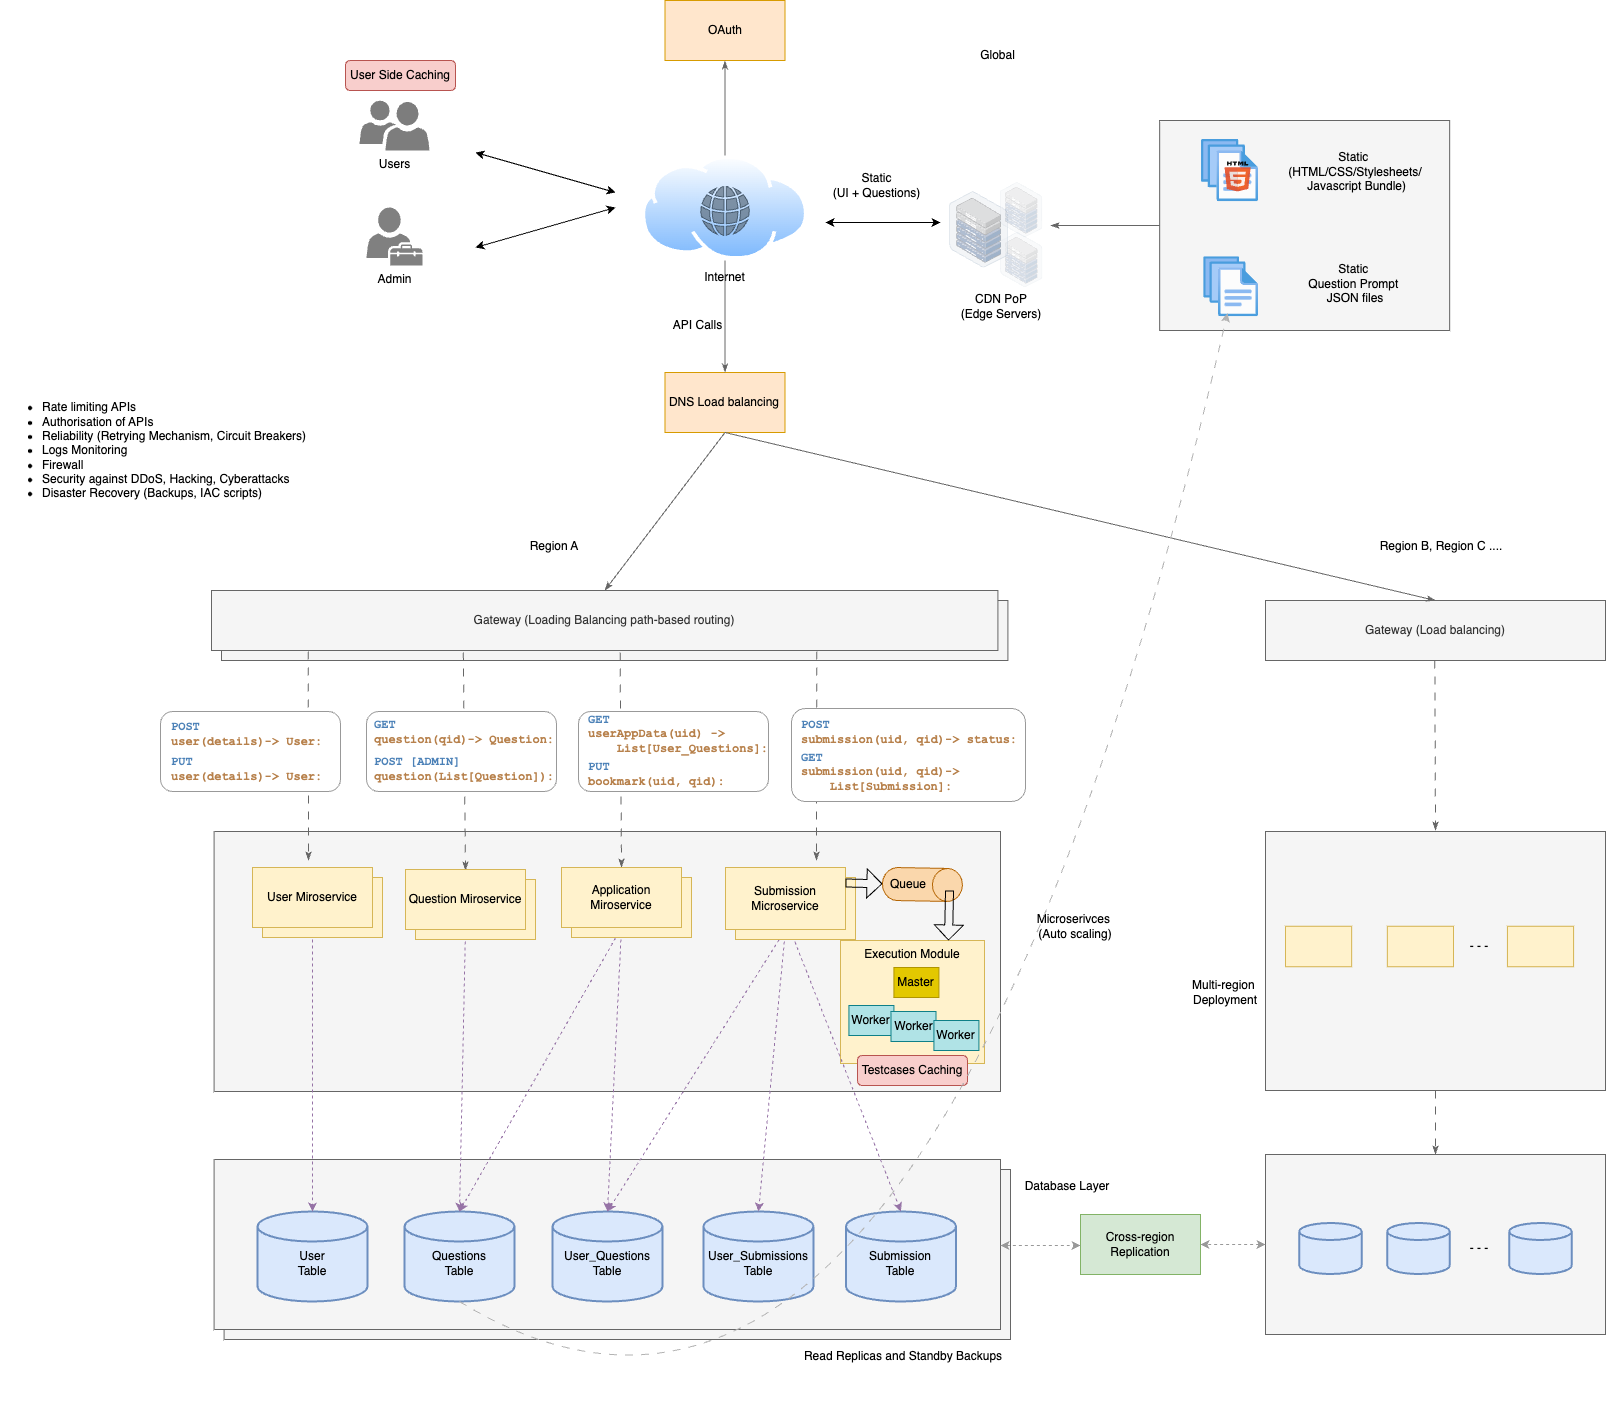 OAuth
Global
User Side Caching
Users
Admin
Internet
Static
(UI + Questions)
CDN PoP
(Edge Servers)
HTML
5
Static
(HTML/CSS/Stylesheets/
Javascript Bundle)
Static
Question Prompt
JSON files
API Calls
DNS Load balancing
• Rate limiting APIs
• Authorisation of APIs
• Reliability (Retrying Mechanism, Circuit Breakers)
• Logs Monitoring
• Firewall
• Security against DDoS, Hacking, Cyberattacks
• Disaster Recovery (Backups, IAC scripts)
Region A
Region B, Region C ....
Gateway (Loading Balancing path-based routing)
Gateway (Load balancing)
POST
user(details)-> User:
PUT
user(details)-> User:
GET
question(qid)-> Question:
POST [ADMIN]
question(List[Question]):
GET
userAppData(uid) ->
List[User_Questions]:
PUT
bookmark(uid, qid):
POST
submission(uid, qid)-> status:
GET
submission(uid, qid)->
List[Submission]:
User Miroservice
Question Miroservice
Application
Miroservice
Submission
Microservice
Queue
Execution Module
Master
Worker
Worker
Worker
Testcases Caching
Microserivces
(Auto scaling)
Multi-region
Deployment
- - -
Database Layer
User
Table
Questions
Table
User_Questions
Table
User_Submissions
Table
Submission
Table
Cross-region
Replication
- - -
Read Replicas and Standby Backups